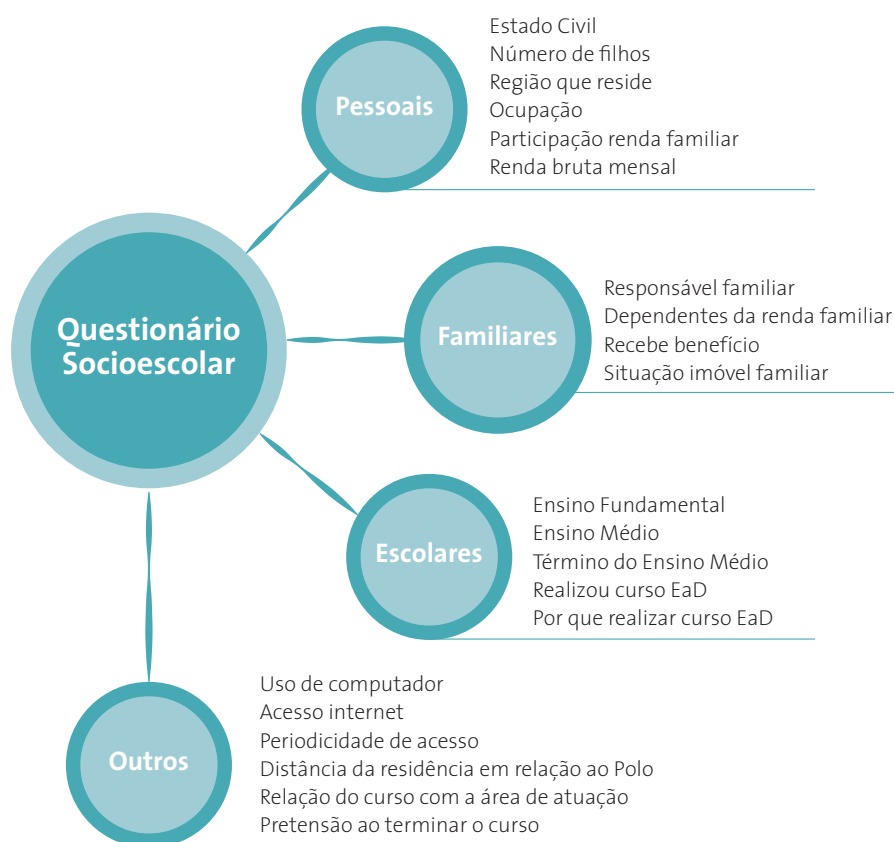 Questionário
Socioescolar
Pessoais
Estado Civil
Número de filhos
Região que reside
Ocupação
Participação renda familiar
Renda bruta mensal
Familiares
Responsável familiar
Dependentes da renda familiar
Recebe benefício
Situação imóvel familiar
Escolares
Ensino Fundamental
Ensino Médio
Término do Ensino Médio
Realizou curso EaD
Por que realizar curso EaD
Outros
Uso de computador
Acesso internet
Periodicidade de acesso
Distância da residência em relação ao Polo
Relação do curso com a área de atuação
Pretensão ao terminar o curso